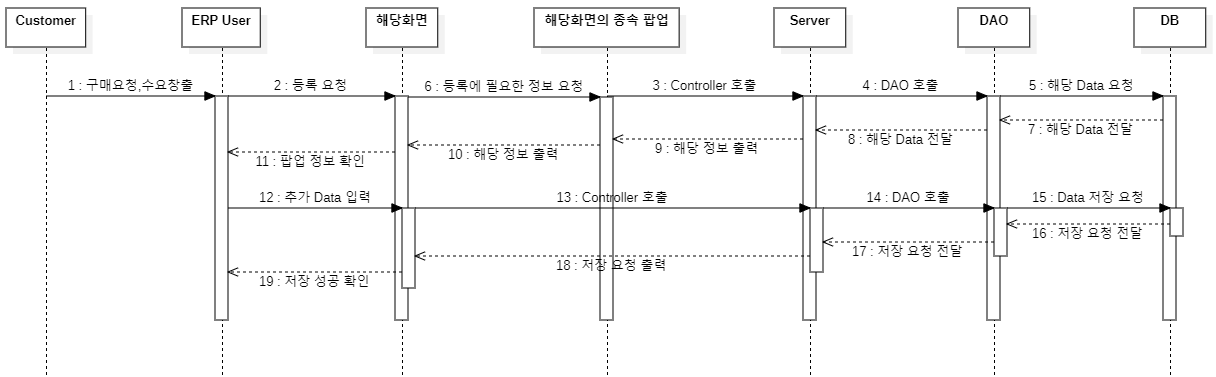 Customer
ERP User
해당화면
해당화면의 종속 팝업
Server
DAO
DB
1 : 구매요청,수요창출
2 : 등록 요청
6 : 등록에 필요한 정보 요청
3 : Controller 호출
4 : DAO 호출
5 : 해당 Data 요청
7 : 해당 Data 전달
8 : 해당 Data 전달
9 : 해당 정보 출력
10 : 해당 정보 출력
11 : 팝업 정보 확인
12 : 추가 Data 입력
13 : Controller 호출
14 : DAO 호출
15 : Data 저장 요청
16 : 저장 요청 전달
17 : 저장 요청 전달
18 : 저장 요청 출력
19 : 저장 성공 확인